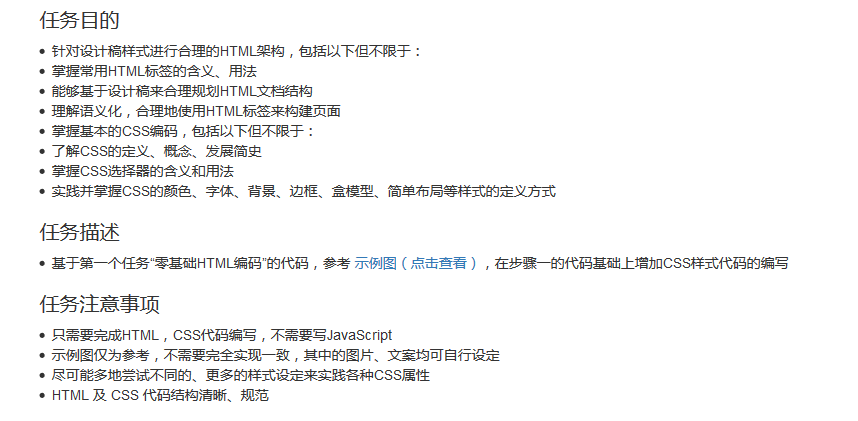 任务目的
针对设计稿样式进行合理的HTML架构，包括以下但不限于：
掌握常用HTML标签的含义、用法
能够基于设计稿来合理规划HTML文档结构
理解语义化，合理地使用HTML标签来构建页面
掌握基本的CSS编码，包括以下但不限于：
了解CSS的定义、概念、发展简史
掌握CSS选择器的含义和用法
实践并掌握CSS的颜色、字体、背景、边框、盒模型、简单布局等样式的定义方式
任务描述
基于第一个任务“零基础HTML编码”的代码，参考 示例图（点击查看），在步骤一的代码基础上增加CSS样式代码的编写
任务注意事项
只需要完成HTML，CSS代码编写，不需要写JavaScript
示例图仅为参考，不需要完全实现一致，其中的图片、文案均可自行设定
尽可能多地尝试不同的、更多的样式设定来实践各种CSS属性
HTML 及 CSS 代码结构清晰、规范